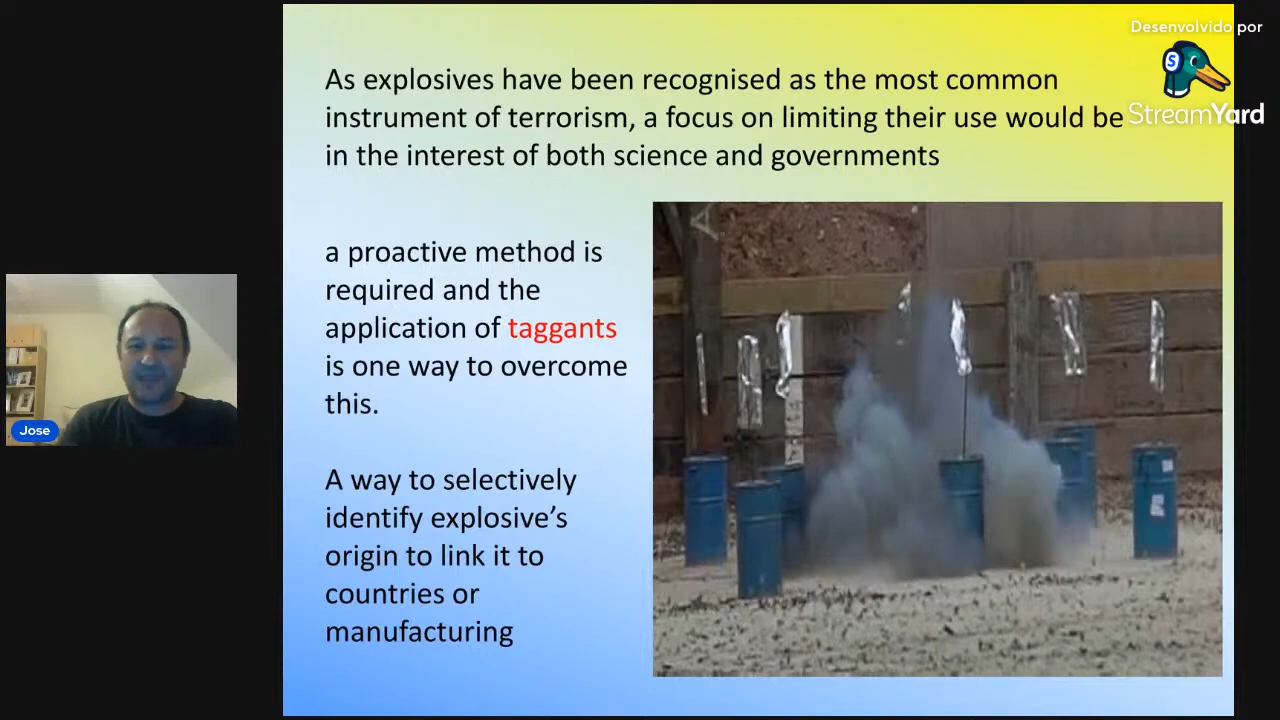 Desenvolvido por
StreamYard
As explosives have been recognised as the most common
instrument of terrorism, a focus on limiting their use would be
in the interest of both science and governments
a proactive method is
required and the
application of taggants
is one way to overcome
this.
A way to selectively
identify explosive’s
origin to link it to
countries or
manufacturing
Jose
S